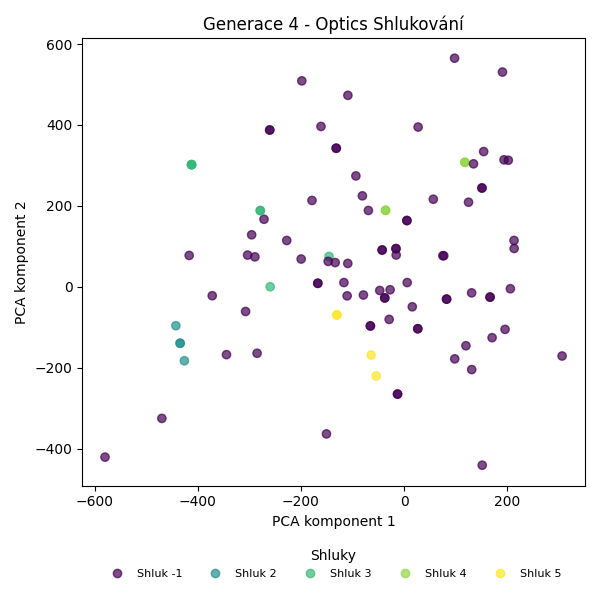 Generace 4 - Optics Shlukování
600
400
200
0
−200
−400
PCA komponent 2
−600
−400
−200
0
200
PCA komponent 1
Shluky
Shluk -1
Shluk 2
Shluk 3
Shluk 4
Shluk 5